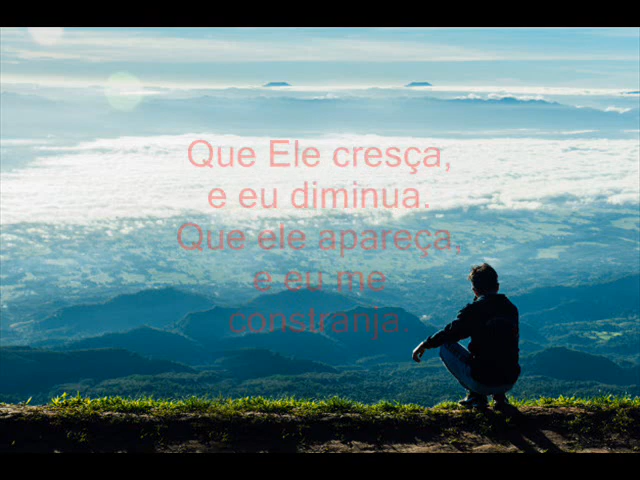 Que Ele cresça,
e eu diminua.
Que ele apareça,
e eu me
constranja.